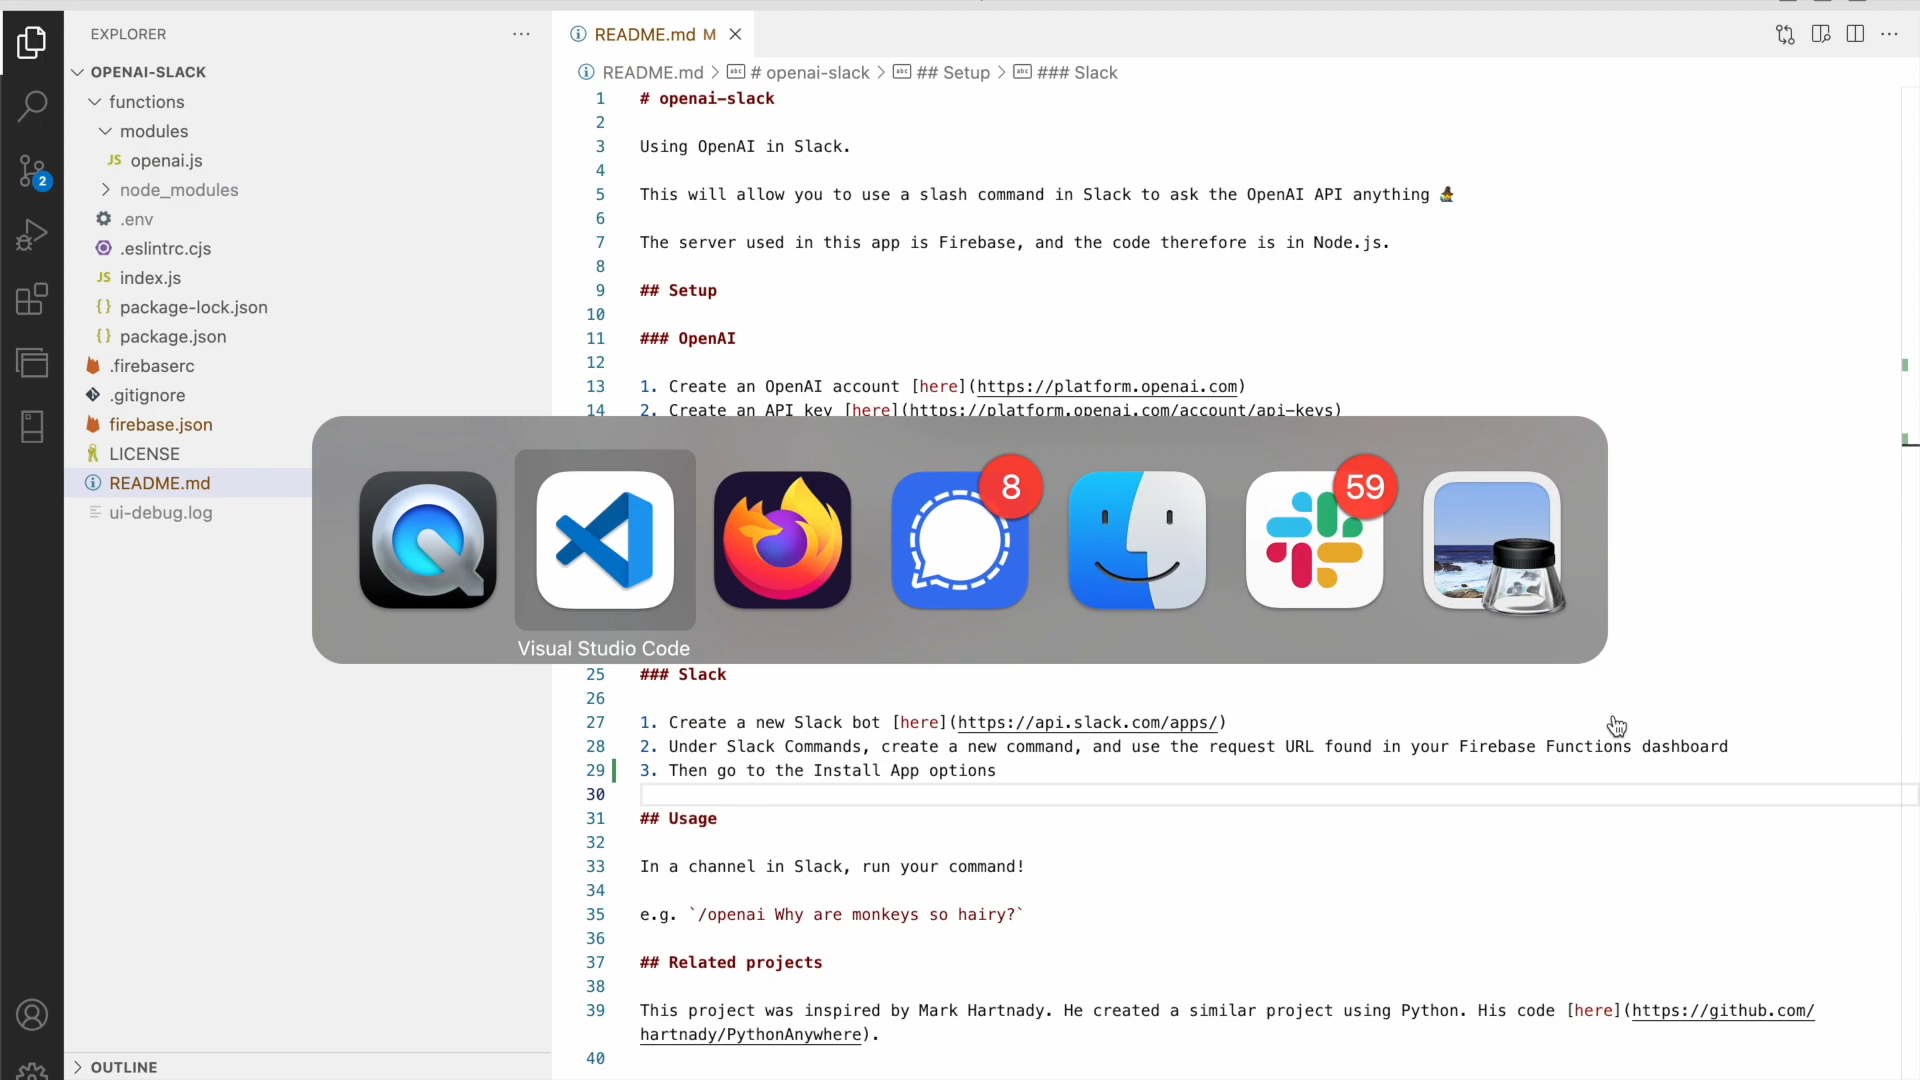 EXPLORER
OPENAI-SLACK
functions
modules
JS openai.js
node_modules
.env
.eslintrc.cjs
JS index.js
{} package-lock.json
{} package.json
.firebaserc
.gitignore
firebase.json
LICENSE
README.md
ui-debug.log
OUTLINE
2
README.md M
README.md > # openai-slack > ## Setup > ### Slack
1 # openai-slack
2
3 Using OpenAI in Slack.
4
5 This will allow you to use a slash command in Slack to ask the OpenAI API anything
6
7 The server used in this app is Firebase, and the code therefore is in Node.js.
8
9 ## Setup
10
11 ### OpenAI
12
13 1. Create an OpenAI account [here](https://platform.openai.com)
14 2. Create an API key [here](https://platform.openai.com/account/api-keys)
8
59
Visual Studio Code
25 ### Slack
26
27 1. Create a new Slack bot [here](https://api.slack.com/apps/)
28 2. Under Slack Commands, create a new command, and use the request URL found in your Firebase Functions dashboard
29 3. Then go to the Install App options
30
31 ## Usage
32
33 In a channel in Slack, run your command!
34
35 e.g. `/openai Why are monkeys so hairy?`
36
37 ## Related projects
38
39 This project was inspired by Mark Hartnady. He created a similar project using Python. His code [here](https://github.com/
hartnady/PythonAnywhere).
40